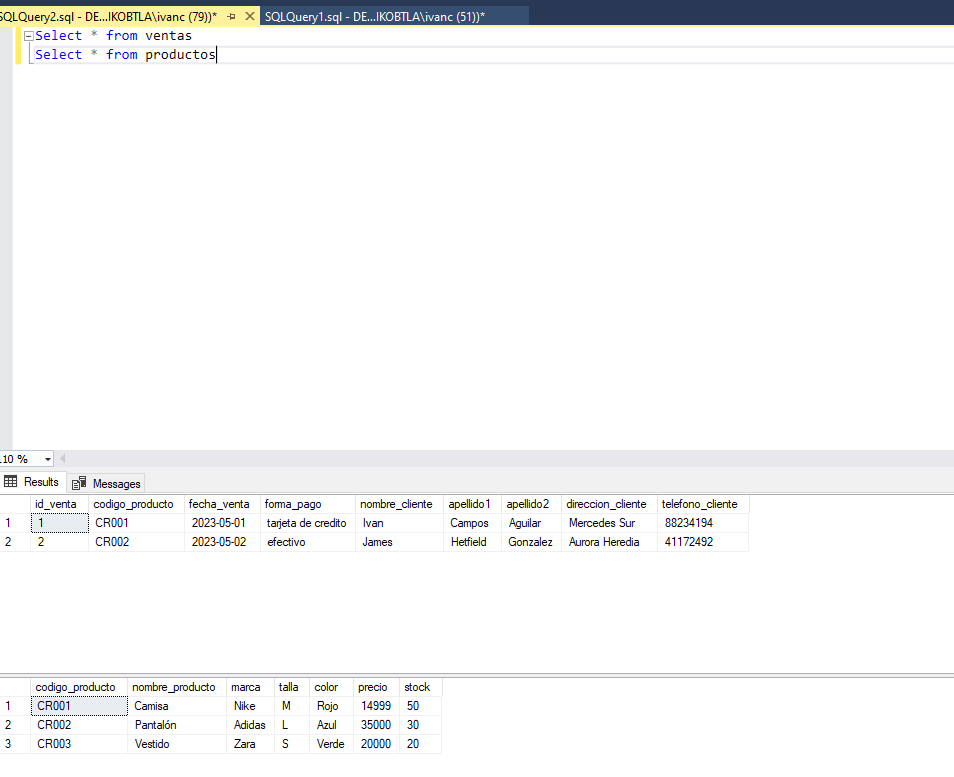 SQLQuery2.sql - DE...IKOBTLA\ivanc (79))* SQLQuery1.sql - DE...IKOBTLA\ivanc (51))*
Select * from ventas
Select * from productos
110 %
Results Messages
id_venta codigo_producto fecha_venta forma_pago nombre_cliente apellido1 apellido2 direccion_cliente telefono_cliente
1 1 CR001 2023-05-01 tarjeta de credito Ivan Campos Aguilar Mercedes Sur 88234194
2 2 CR002 2023-05-02 efectivo James Hetfield Gonzalez Aurora Heredia 41172492
codigo_producto nombre_producto marca talla color precio stock
1 CR001 Camisa Nike M Rojo 14999 50
2 CR002 Pantalón Adidas L Azul 35000 30
3 CR003 Vestido Zara S Verde 20000 20